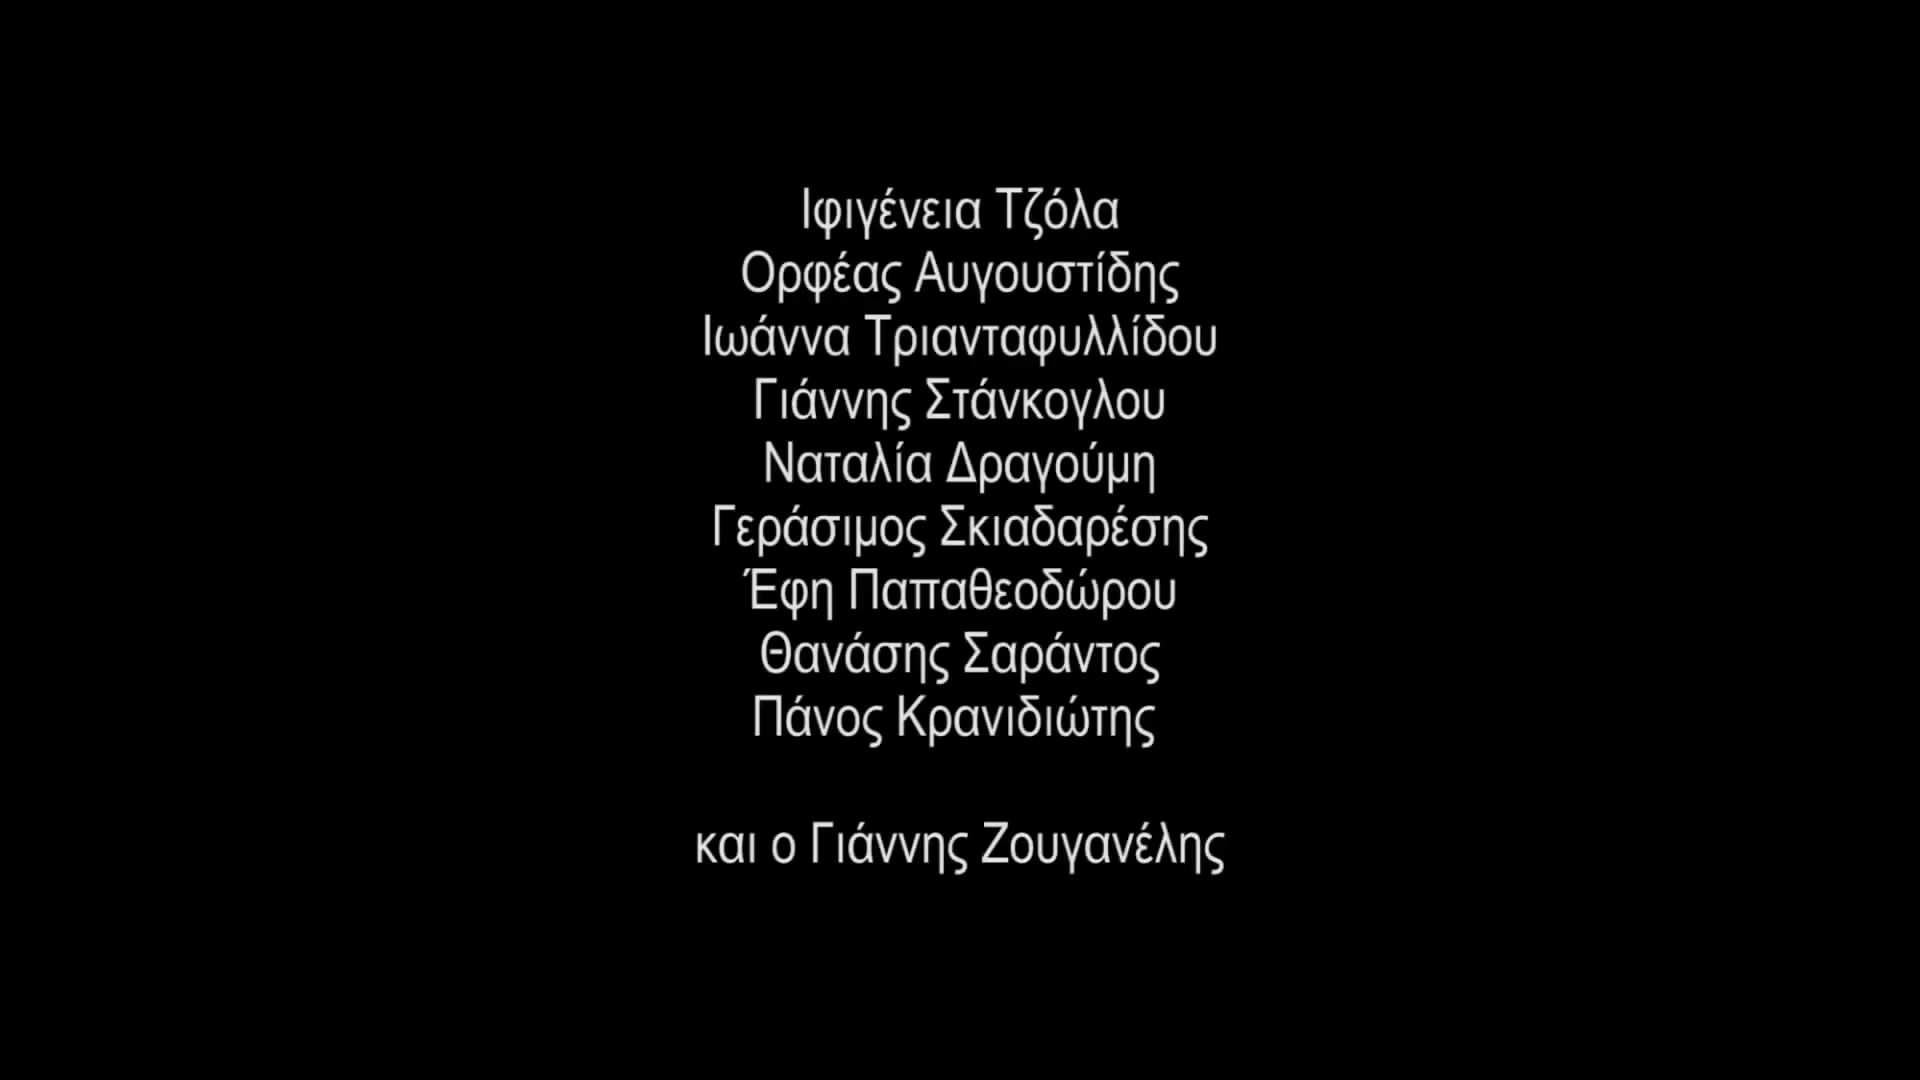 Ιφιγένεια Τζόλα
Ορφέας Αυγουστίδης
Ιωάννα Τριανταφυλλίδου
Γιάννης Στάνκογλου
Ναταλία Δραγούμη
Γεράσιμος Σκιαδαρέσης
Έφη Παπαθεοδώρου
Θανάσης Σαράντος
Πάνος Κρανιδιώτης
και ο Γιάννης Ζουγανέλης